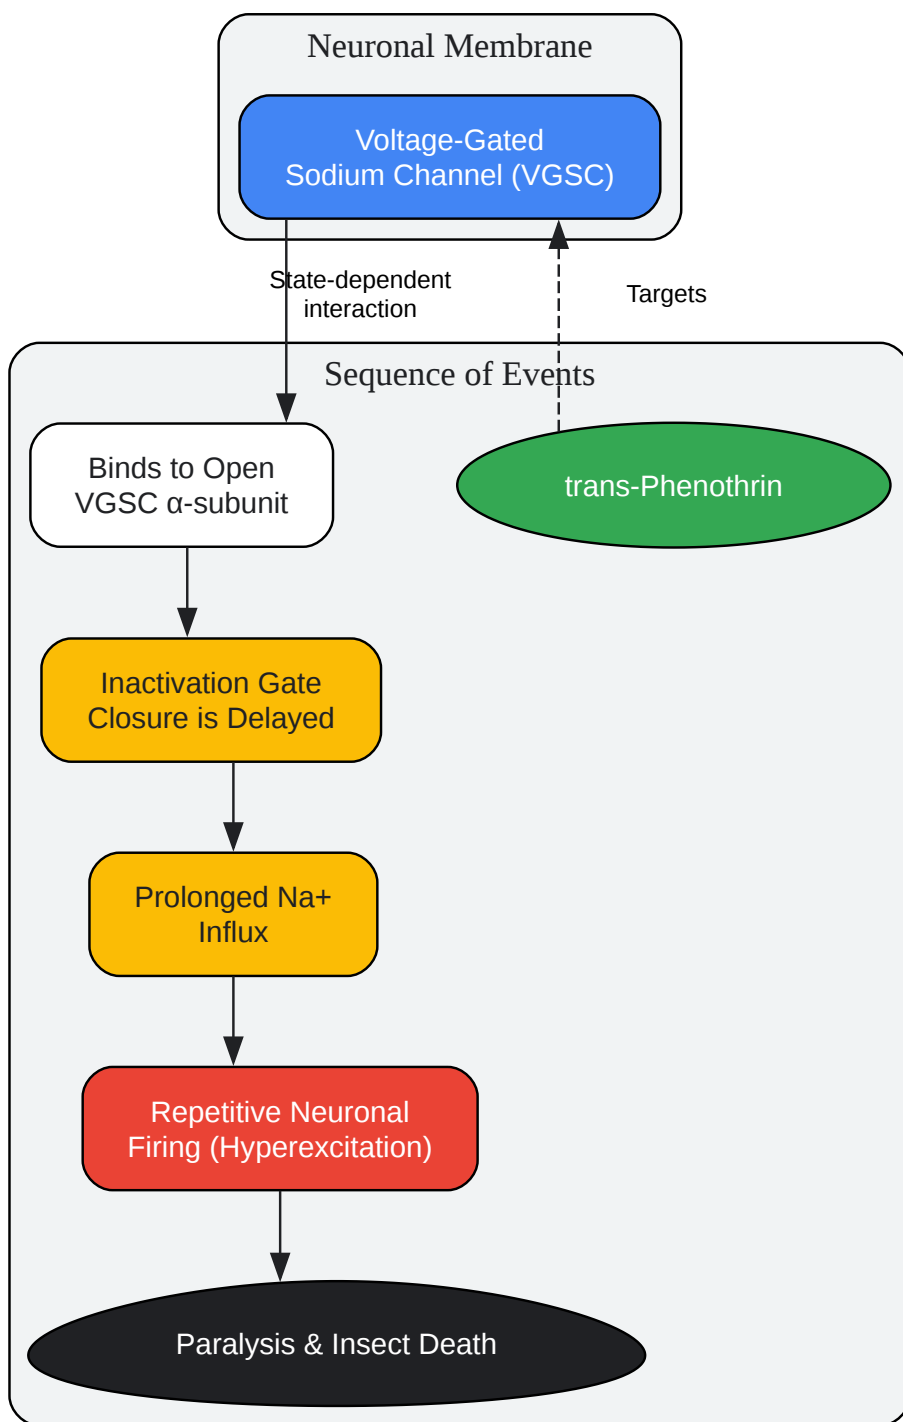 Neuronal Membrane
Voltage-Gated
Sodium Channel (VGSC)
State-dependent
interaction
Targets
Sequence of Events
Binds to Open
VGSC α-subunit
trans-Phenothrin
Inactivation Gate
Closure is Delayed
Prolonged Na+
Influx
Repetitive Neuronal
Firing (Hyperexcitation)
Paralysis & Insect Death